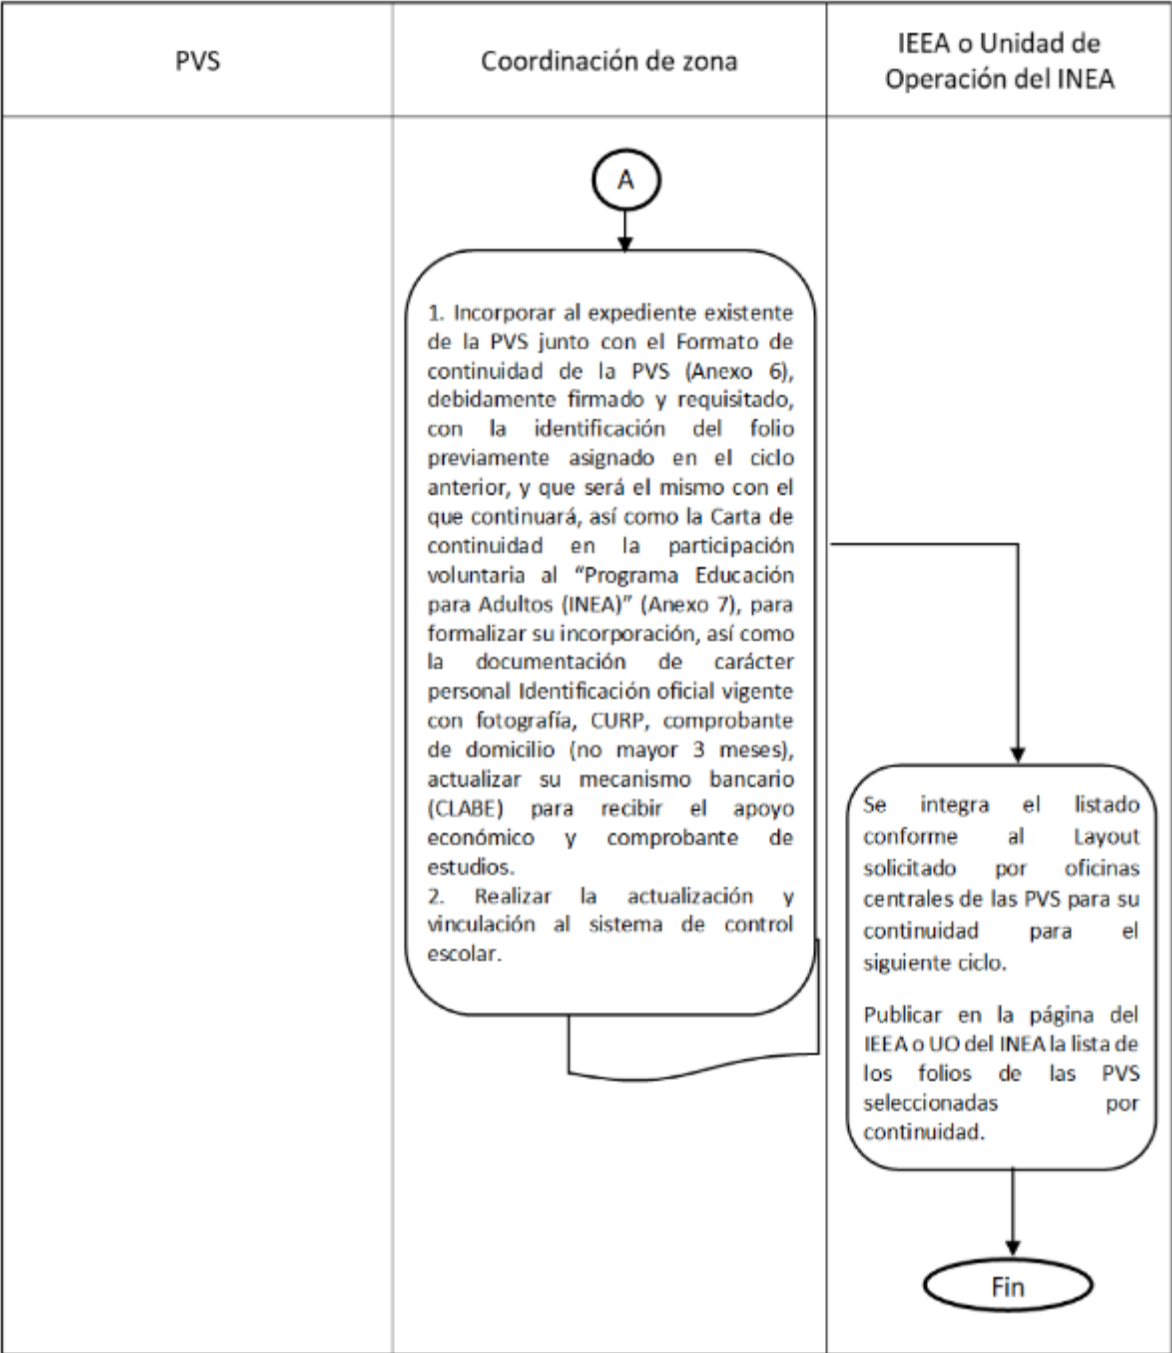 PVS
Coordinación de zona
IEEA o Unidad de
Operación del INEA
A
1. Incorporar al expediente existente
de la PVS junto con el Formato de
continuidad de la PVS (Anexo 6),
debidamente firmado y requisitado,
con la identificación del folio
previamente asignado en el ciclo
anterior, y que será el mismo con el
que continuará, así como la Carta de
continuidad en la participación
voluntaria al “Programa Educación
para Adultos (INEA)” (Anexo 7), para
formalizar su incorporación, así como
la documentación de carácter
personal Identificación oficial vigente
con fotografía, CURP, comprobante
de domicilio (no mayor 3 meses),
actualizar su mecanismo bancario
(CLABE) para recibir el apoyo
económico y comprobante de
estudios.
2. Realizar la actualización y
vinculación al sistema de control
escolar.
Se integra el listado
conforme al Layout
solicitado por oficinas
centrales de las PVS para su
continuidad para el
siguiente ciclo.
Publicar en la página del
IEEA o UO del INEA la lista de
los folios de las PVS
seleccionadas por
continuidad.
Fin